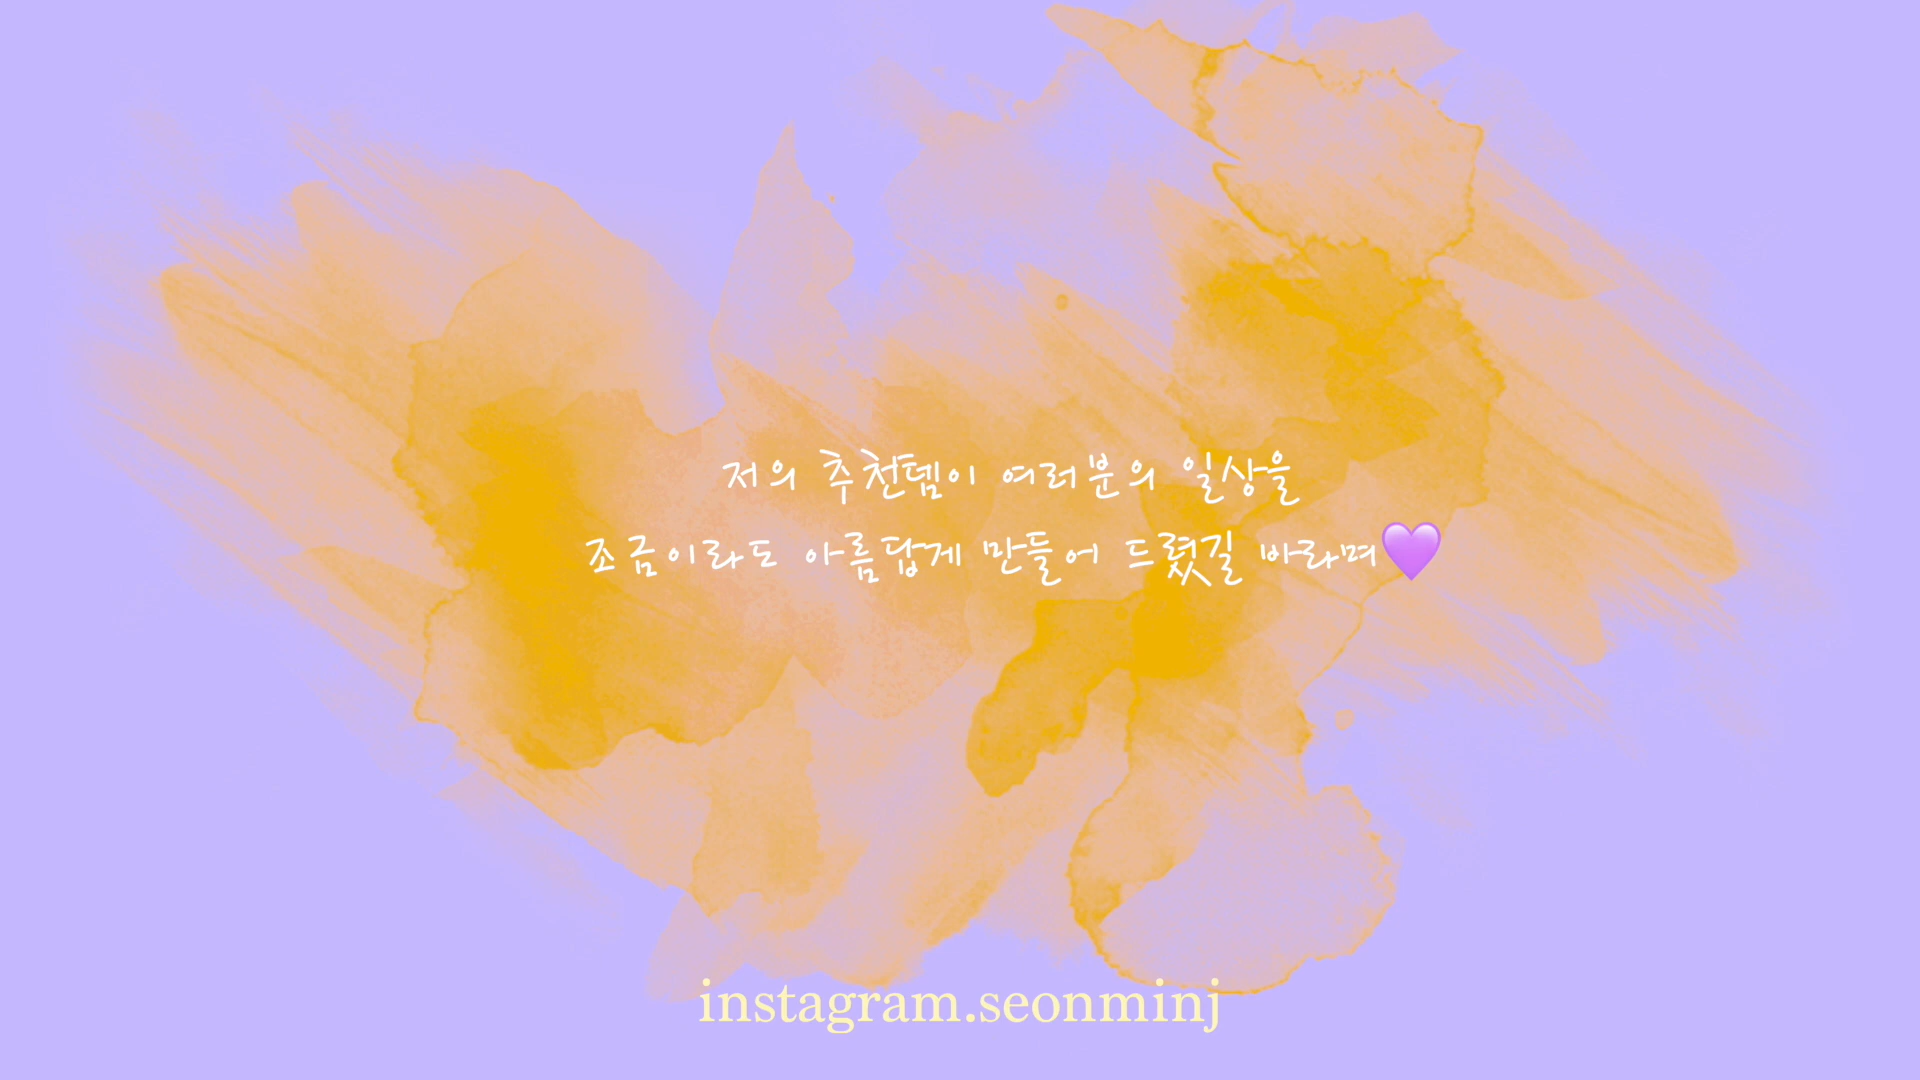 저의 추천템이 여러분의 일상을
조금이라도 아름답게 만들어 드렸길 바라며💜
instagram.seonminj